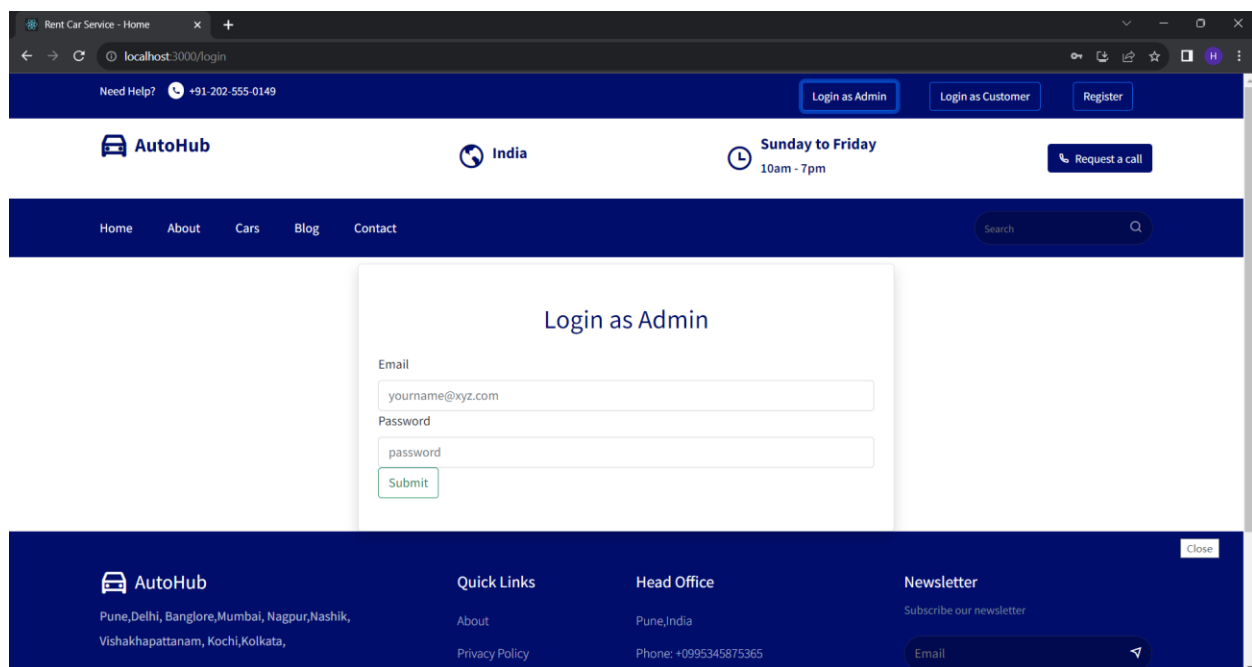 Rent Car Service - Home
localhost:3000/login
H
Need Help? +91-202-555-0149
Login as Admin
Login as Customer
Register
AutoHub
India
Sunday to Friday
10am - 7pm
Request a call
Home About Cars Blog Contact
Search
Login as Admin
Email
yourname@xyz.com
Password
password
Submit
Close
AutoHub
Pune,Delhi, Banglore,Mumbai, Nagpur,Nashik,
Vishakhapattanam, Kochi,Kolkata,
Quick Links
About
Privacy Policy
Head Office
Pune,India
Phone: +0995345875365
Newsletter
Subscribe our newsletter
Email